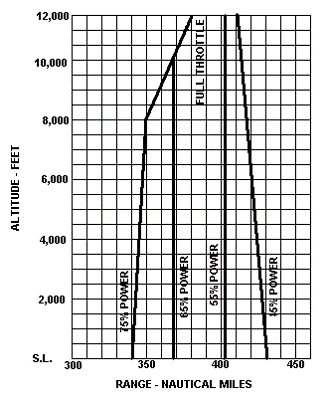 12,000
10,000
8,000
6,000
4,000
2,000
S.L.
ALTITUDE - FEET
FULL THROTTLE
75% POWER
65% POWER
55% POWER
5% POWER
300
350
400
450
RANGE - NAUTICAL MILES